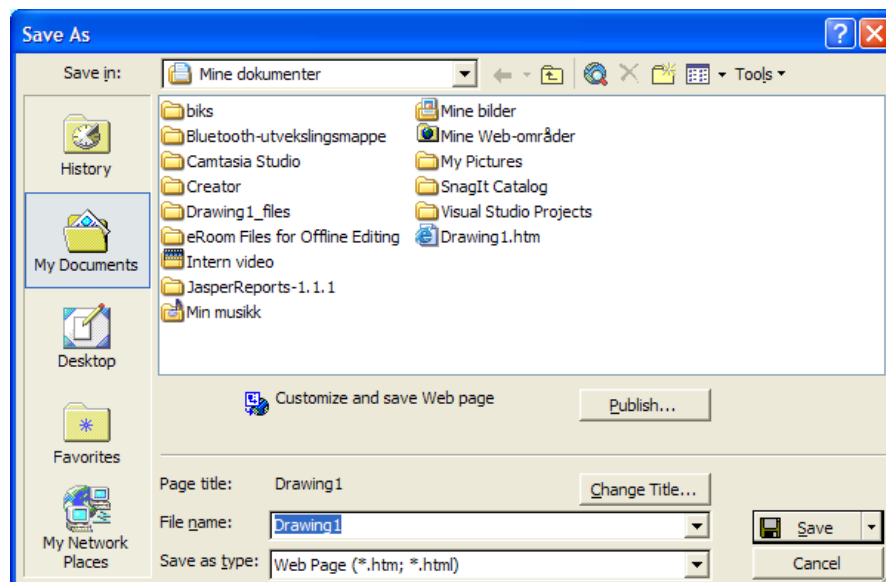 Save As
Save in:
Mine dokumenter
Tools
History
My Documents
Desktop
Favorites
My Network
Places
biks
Bluetooth-utvekslingsmappe
Camtasia Studio
Creator
Drawing1_files
eRoom Files for Offline Editing
Intern video
JasperReports-1.1.1
Min musikk
Mine bilder
Mine Web-områder
My Pictures
SnagIt Catalog
Visual Studio Projects
Drawing1.htm
Customize and save Web page
Publish...
Page title:
Drawing1
Change Title...
File name:
Drawing1
Save
Save as type:
Web Page (*.htm; *.html)
Cancel